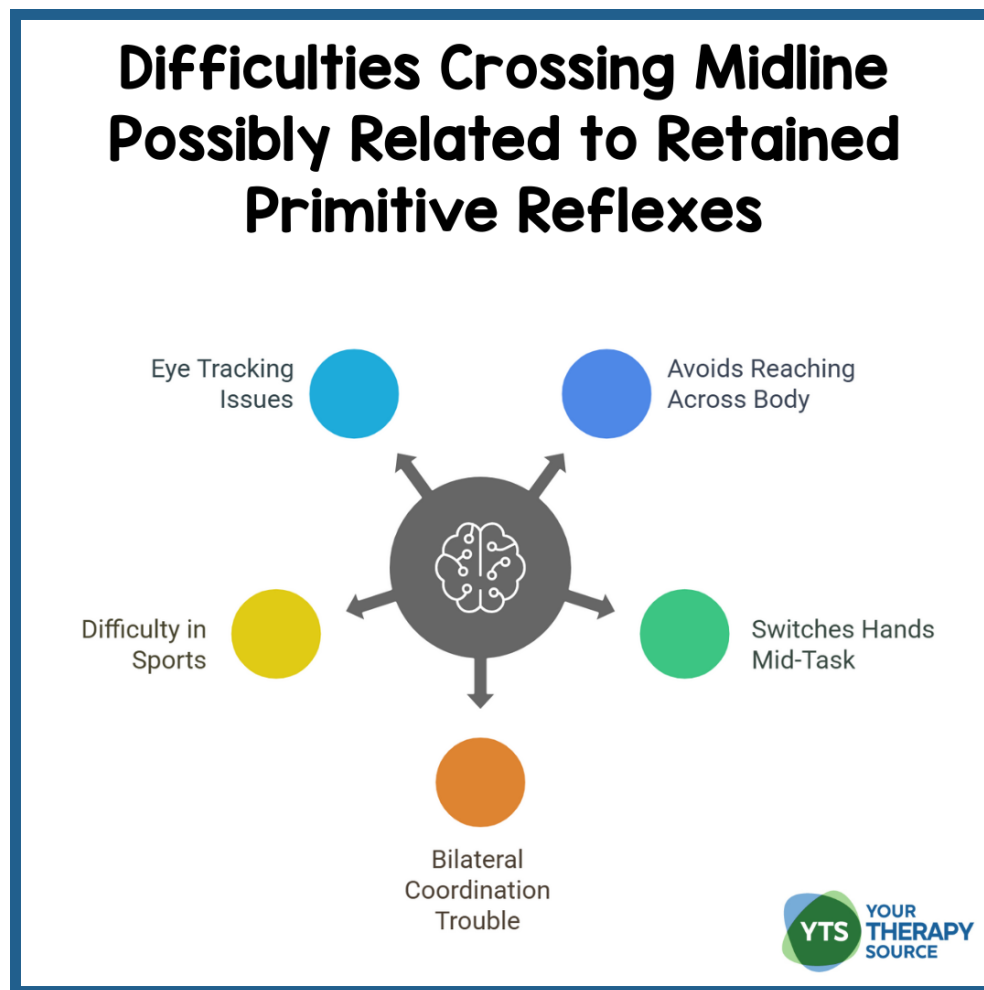 Difficulties Crossing Midline
Possibly Related to Retained
Primitive Reflexes
Eye Tracking
Issues
Avoids Reaching
Across Body
Difficulty in
Sports
Switches Hands
Mid-Task
Bilateral
Coordination
Trouble
YTS
YOUR
THERAPY
SOURCE